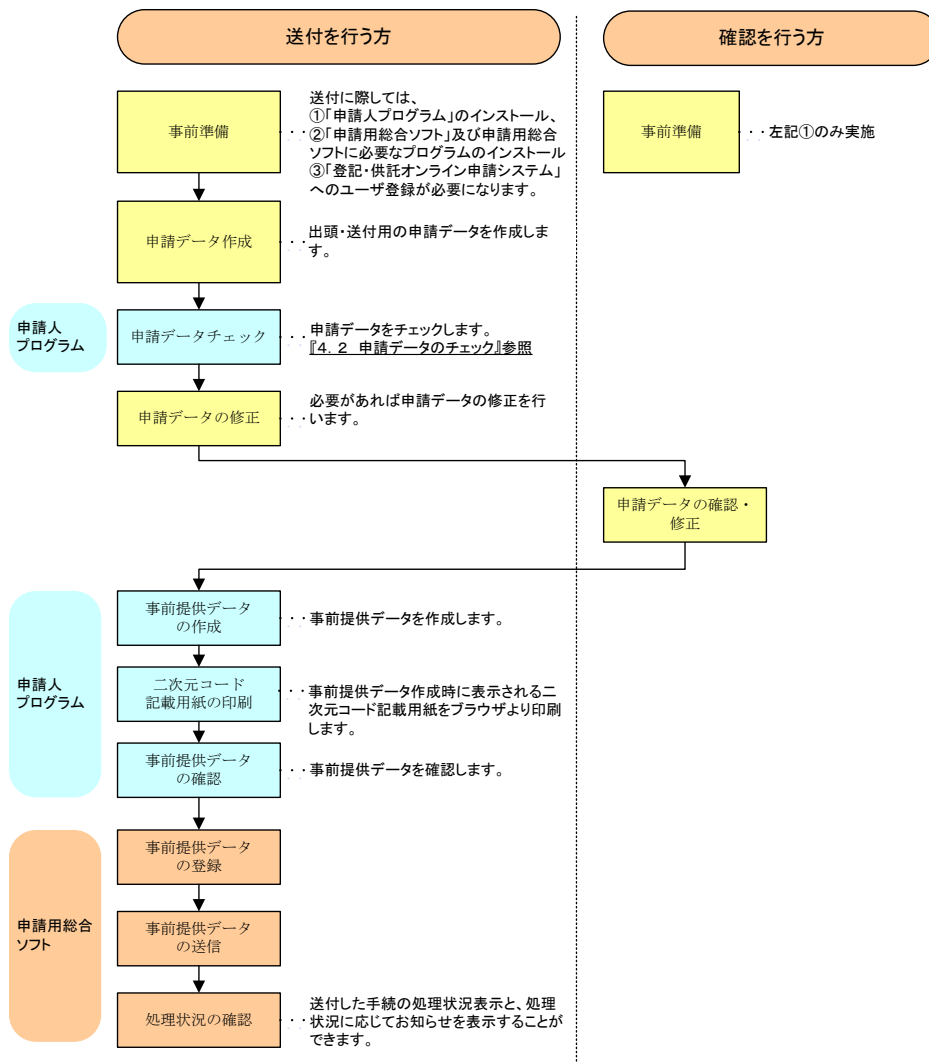 送付を行う方
確認を行う方
事前準備
送付に際しては、
①「申請人プログラム」のインストール、
②「申請用総合ソフト」及び申請用総合
ソフトに必要なプログラムのインストール
③「登記・供託オンライン申請システム」
へのユーザ登録が必要になります。
事前準備
左記①のみ実施
申請データ作成
出頭・送付用の申請データを作成しま
す。
申請人
プログラム
申請データチェック
申請データをチェックします。
『4.2 申請データのチェック』参照
申請データの修正
必要があれば申請データの修正を行
います。
申請データの確認・
修正
申請人
プログラム
事前提供データ
の作成
事前提供データを作成します。
二次元コード
記載用紙の印刷
事前提供データ作成時に表示される二
次元コード記載用紙をブラウザより印刷
します。
事前提供データ
の確認
事前提供データを確認します。
申請用総合
ソフト
事前提供データ
の登録
事前提供データ
の送信
処理状況の確認
送付した手続の処理状況表示と、処理
状況に応じてお知らせを表示することが
できます。